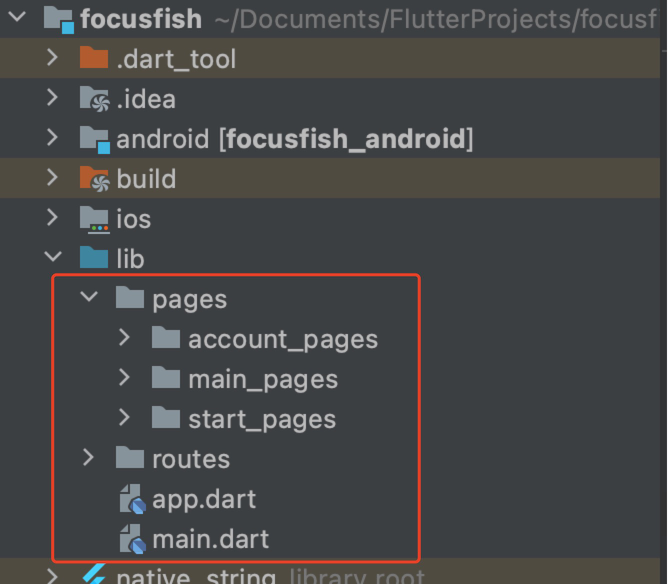 focusfish ~/Documents/FlutterProjects/focusf
.dart_tool
.idea
android [focusfish_android]
build
ios
lib
pages
account_pages
main_pages
start_pages
routes
app.dart
main.dart
native_string library root